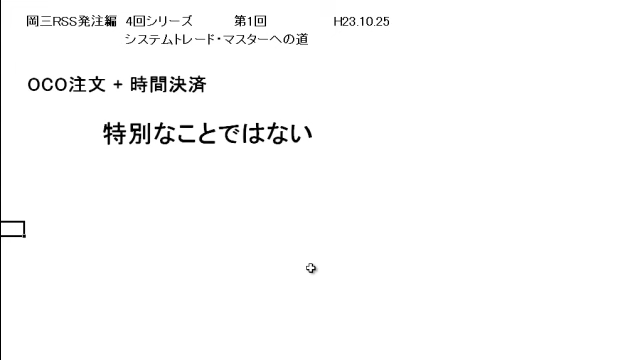 岡三RSS発注編 4回シリーズ 第1回 H23.10.25
システムトレード・マスターへの道
OCO注文 + 時間決済
特別なことではない